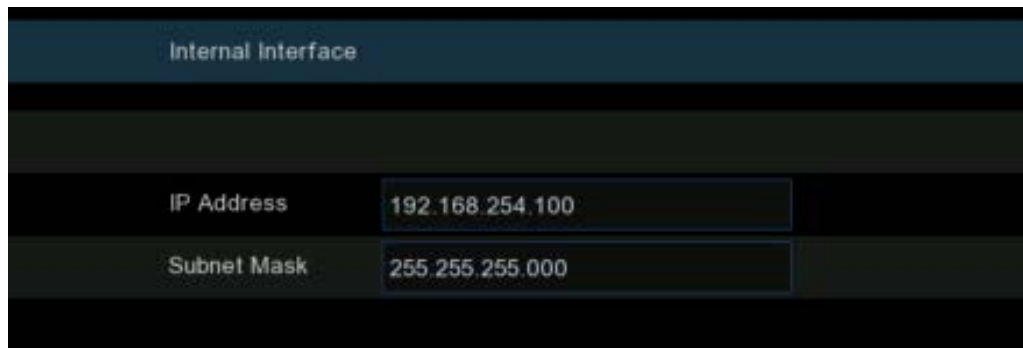 Internal Interface
IP Address 192.168.254.100
Subnet Mask 255.255.255.000